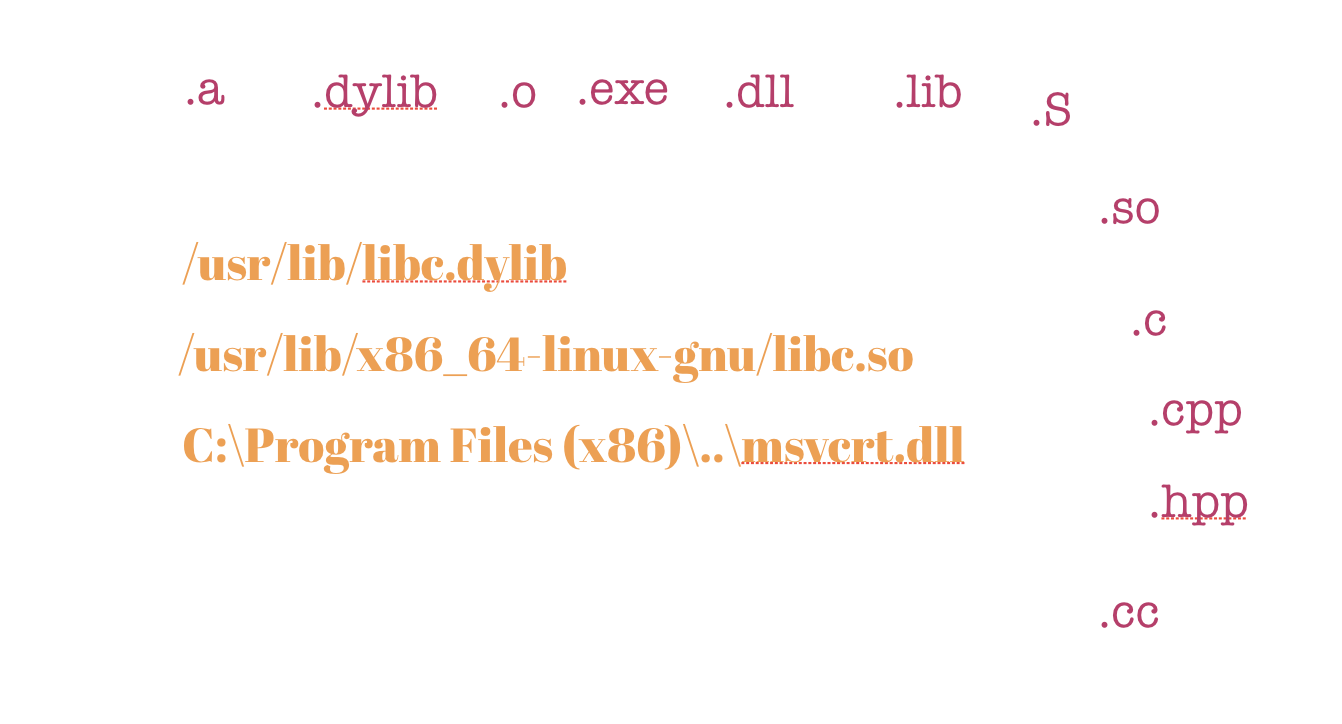 .a .dylib .o .exe .dll .lib .S
.so
/usr/lib/libc.dylib
.c
/usr/lib/x86_64-linux-gnu/libc.so
.cpp
C:\Program Files (x86)\..\msvcrt.dll
.hpp
.cc